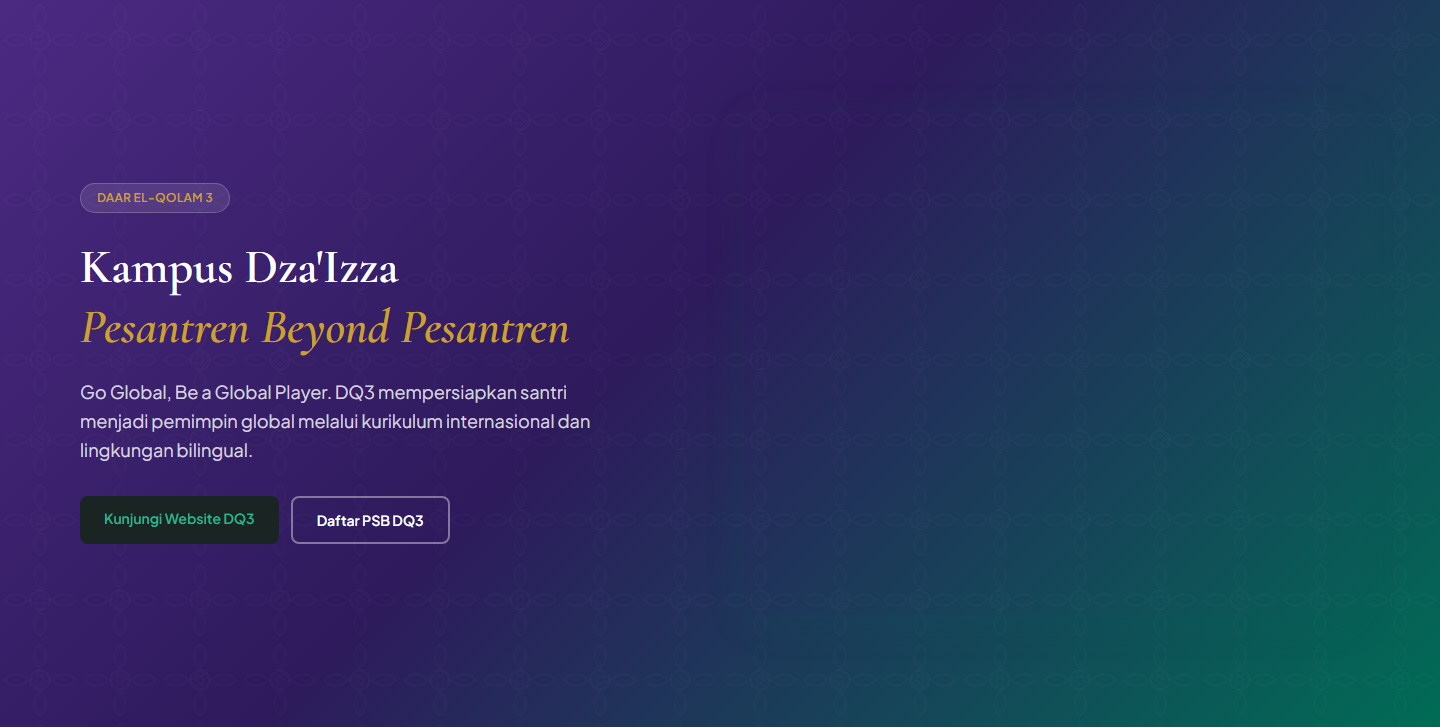 DAAR EL-QOLAM 3
Kampus Dza'Izza
Pesantren Beyond Pesantren
Go Global, Be a Global Player. DQ3 mempersiapkan santri
menjadi pemimpin global melalui kurikulum internasional dan
lingkungan bilingual.
Kunjungi Website DQ3
Daftar PSB DQ3